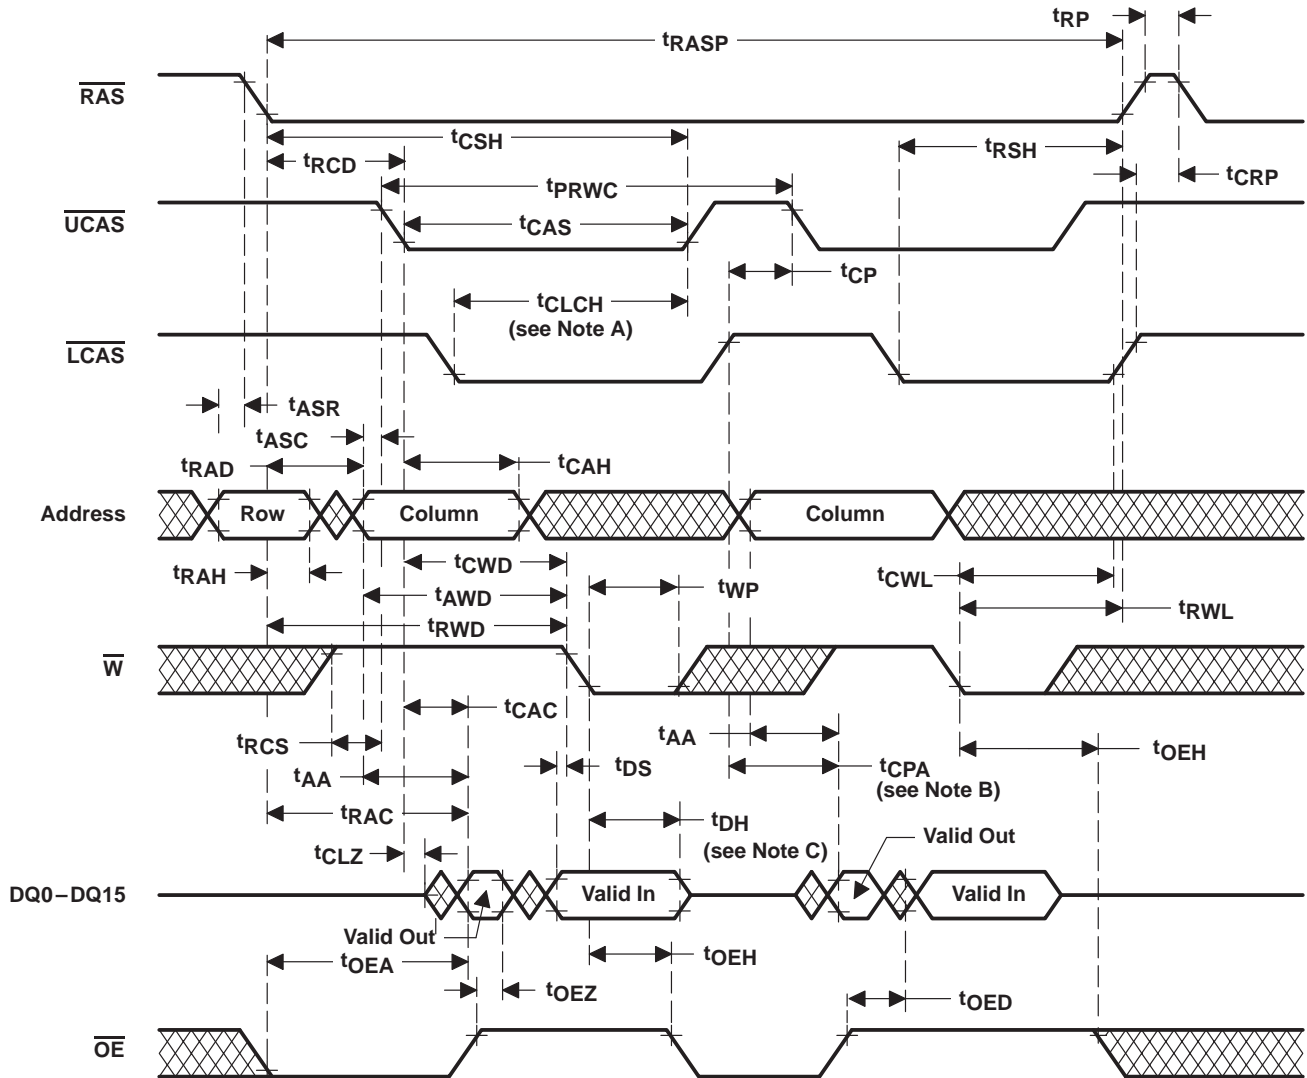 tRP
tRASP
RAS
tCSH
tRSH
tRCD
tCRP
tPRWC
UCAS
tCAS
tCP
tCLCH
(see Note A)
LCAS
tASR
tASC
tRAD
tCAH
Address
Row
Column
Column
tRAH
tCWD
tWP
tCWL
tAWD
tRWL
tRWD
W
tCAC
tAA
tRCS
tOEH
tAA
tDS
tCPA
(see Note B)
tRAC
tDH
(see Note C)
Valid Out
tCLZ
DQ0–DQ15
Valid In
Valid In
Valid Out
tOEA
tOEH
tOEZ
tOED
OE